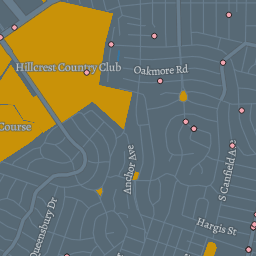 Hillcrest Country Club
Oakmore Rd
Course
Anchor Ave
S Canfield Ave
Queensbury Dr
Hargis St